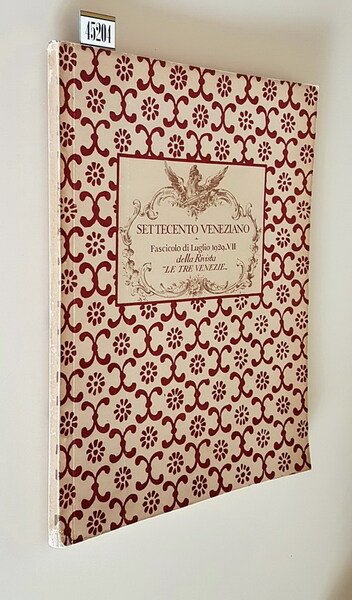 45204
SETTECENTO VENEZIANO
Fascicolo di Luglio 1929.VII
della Rivista
"LE TRE VENEZIE"